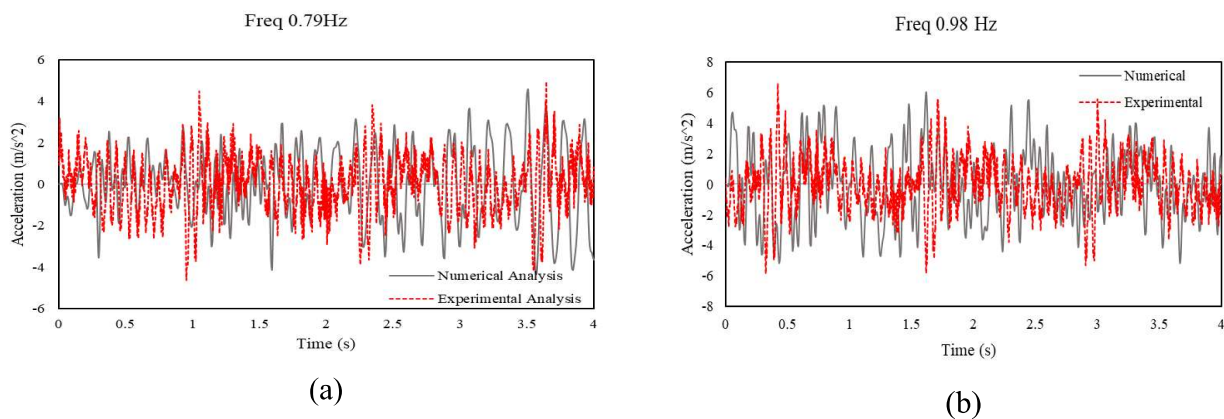 Freq 0.79Hz
6
4
2
0
-2
-4
-6
Acceleration (m/s^2)
Numerical Analysis
Experimental Analysis
0 0.5 1 1.5 2 2.5 3 3.5 4
Time (s)
(a)
Freq 0.98 Hz
8
6
4
2
0
-2
-4
-6
-8
Acceleration (m/s^2)
Numerical
Experimental
0 0.5 1 1.5 2 2.5 3 3.5 4
Time (s)
(b)